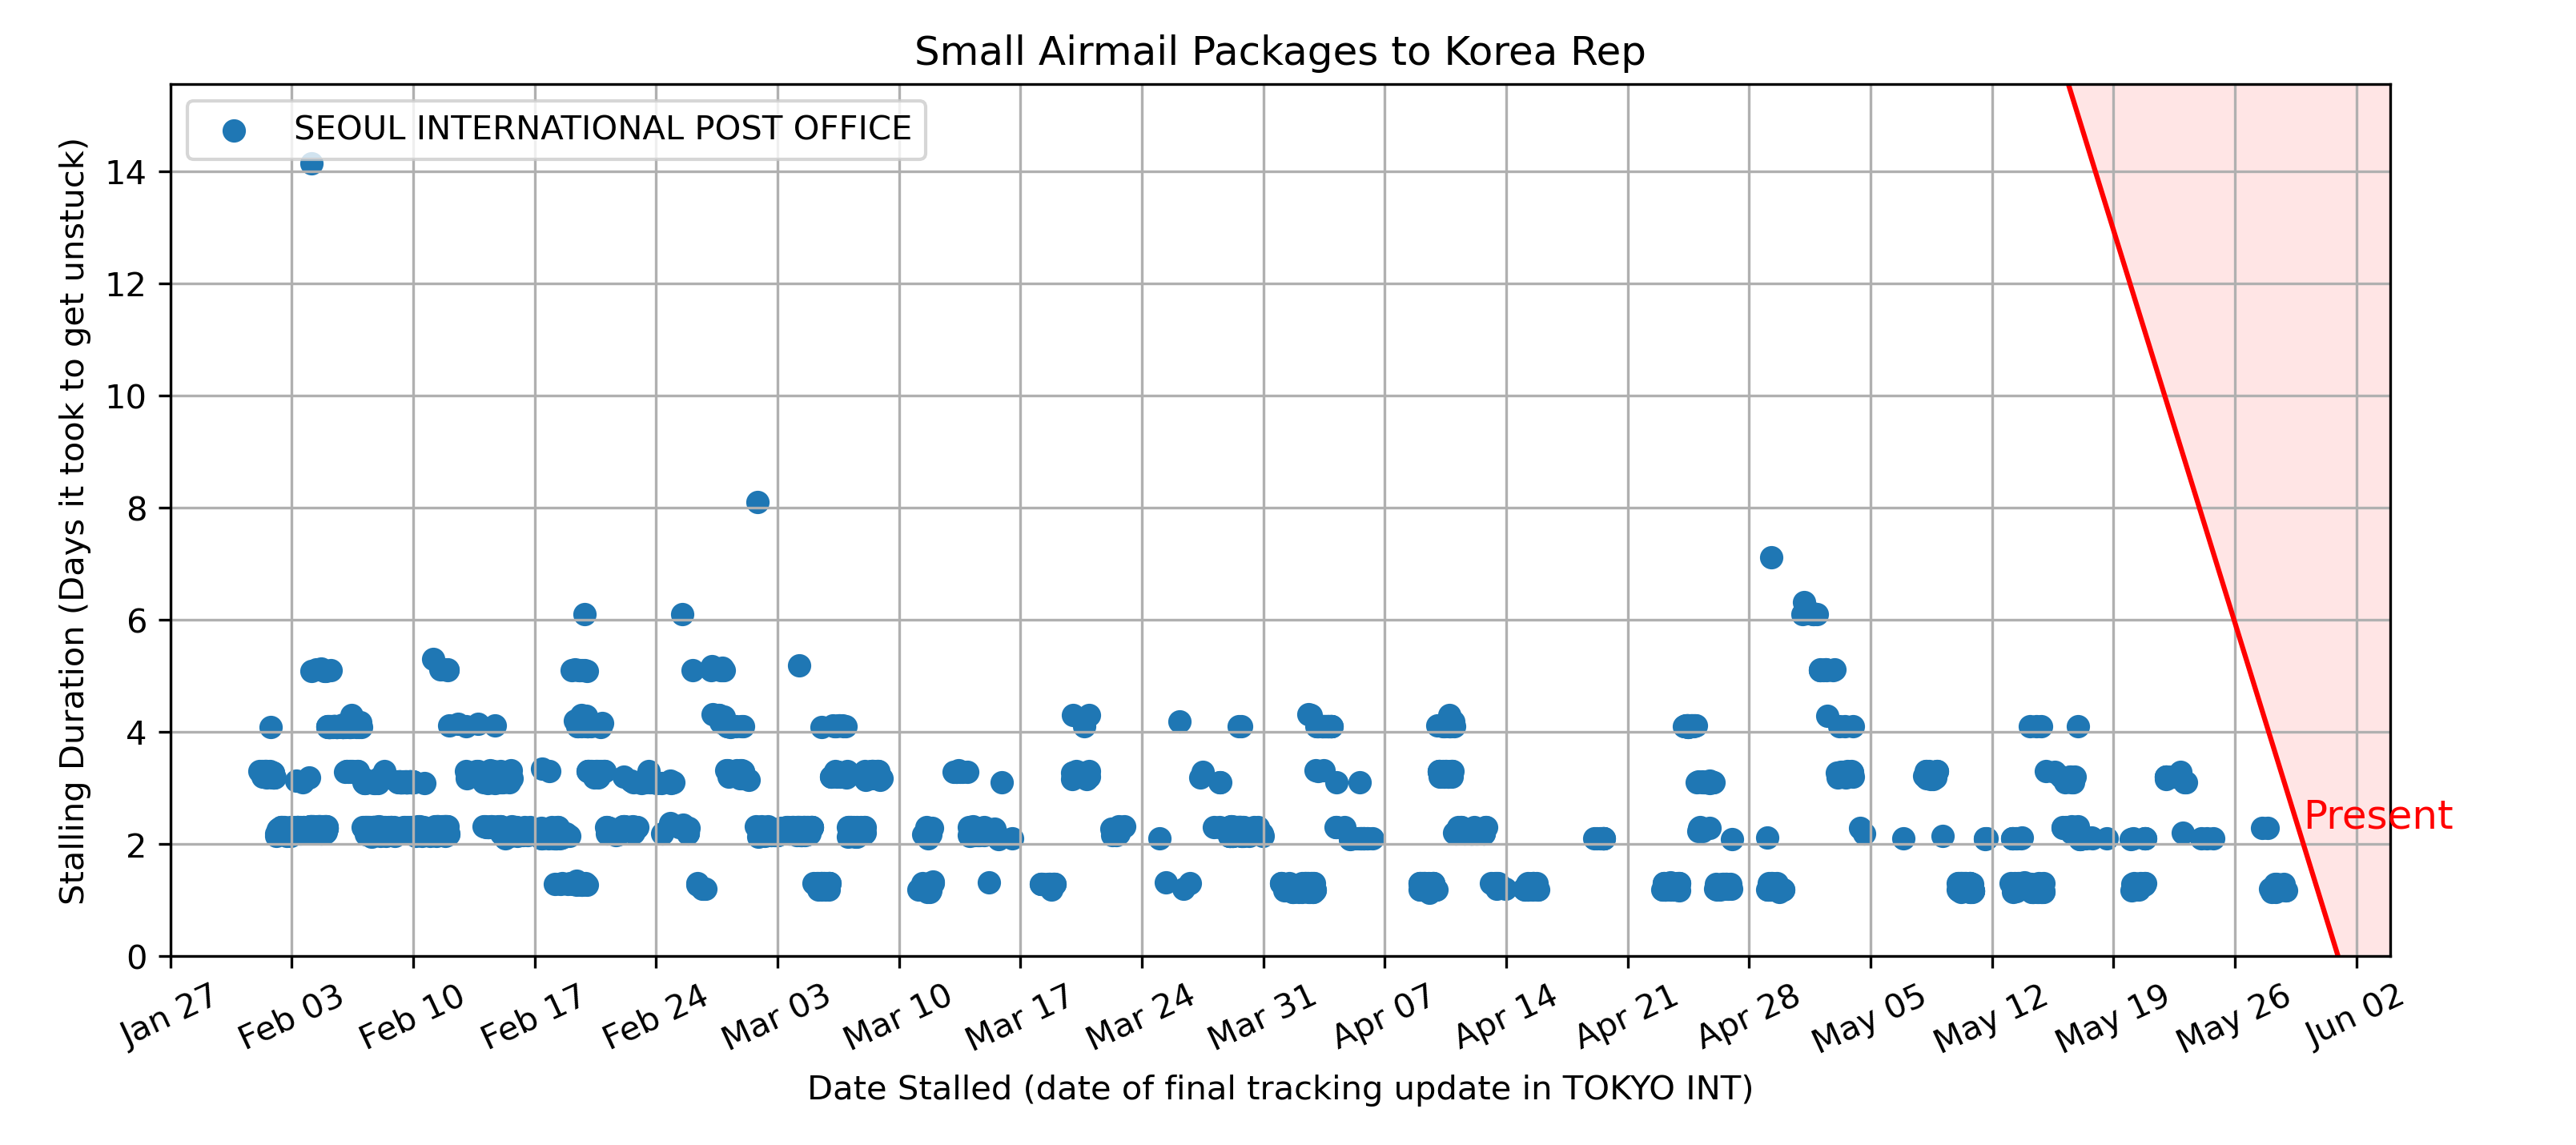 Small Airmail Packages to Korea Rep
SEOUL INTERNATIONAL POST OFFICE
Stalling Duration (Days it took to get unstuck)
14
12
10
8
6
4
2
0
Present
Jan 27
Feb 03
Feb 10
Feb 17
Feb 24
Mar 03
Mar 10
Mar 17
Mar 24
Mar 31
Apr 07
Apr 14
Apr 21
Apr 28
May 05
May 12
May 19
May 26
Jun 02
Date Stalled (date of final tracking update in TOKYO INT)